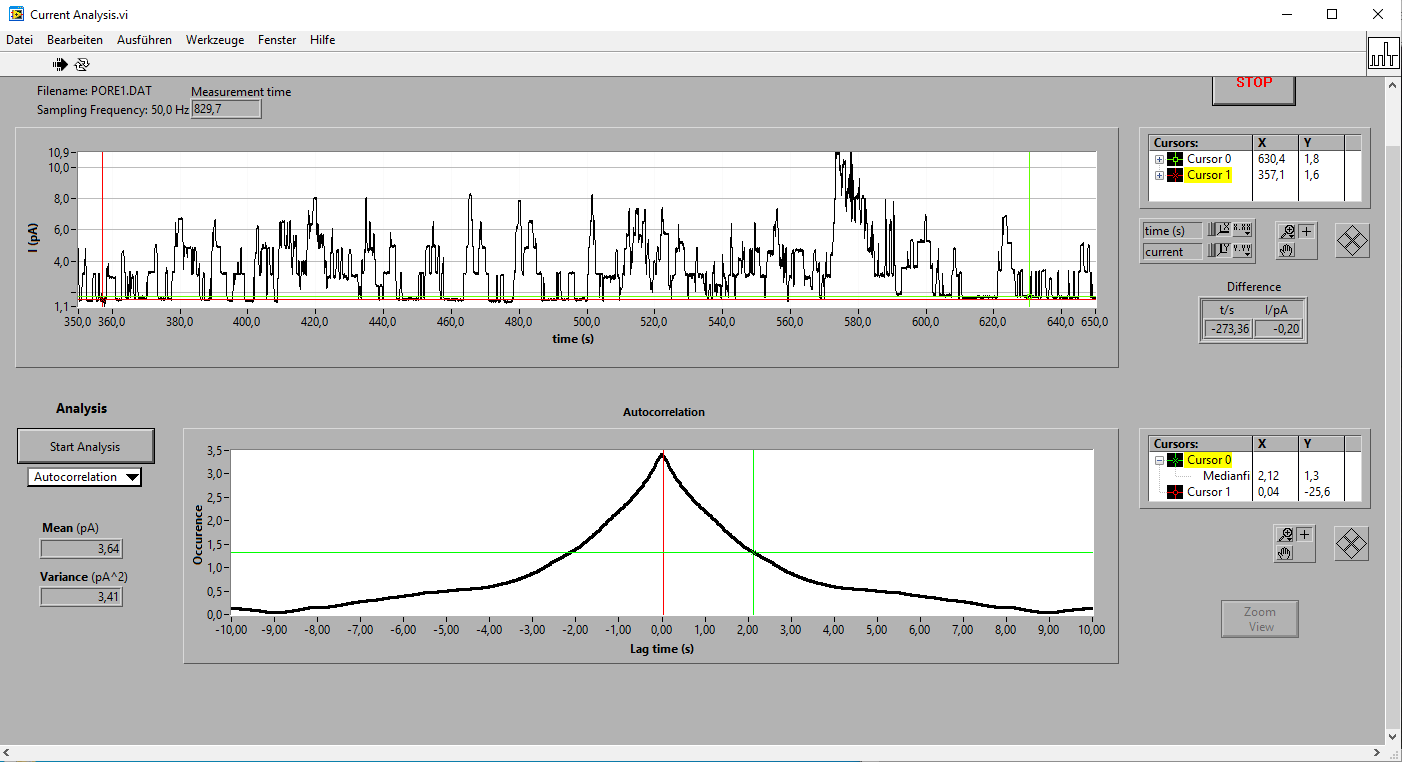 Current Analysis.vi
Datei Bearbeiten Ausführen Werkzeuge Fenster Hilfe
STOP
Filename: PORE1.DAT
Measurement time
Sampling Frequency: 50,0 Hz
829,7
I (pA)
10,9
10,0
8,0
6,0
4,0
1,1
350,0 360,0 380,0 400,0 420,0 440,0 460,0 480,0 500,0 520,0 540,0 560,0 580,0 600,0 620,0 640,0 650,0
time (s)
Cursors: X Y
Cursor 0 630,4 1,8
Cursor 1 357,1 1,6
time (s) X X.XX
current Y Y.YY
Difference
t/s I/pA
-273,36 -0,20
Analysis
Start Analysis
Autocorrelation
Mean (pA)
3,64
Variance (pA^2)
3,41
Autocorrelation
Occurence
3,5
3,0
2,5
2,0
1,5
1,0
0,5
0,0
-10,00 -9,00 -8,00 -7,00 -6,00 -5,00 -4,00 -3,00 -2,00 -1,00 0,00 1,00 2,00 3,00 4,00 5,00 6,00 7,00 8,00 9,00 10,00
Lag time (s)
Cursors: X Y
Cursor 0
Medianfi 2,12 1,3
Cursor 1 0,04 -25,6
Zoom
View